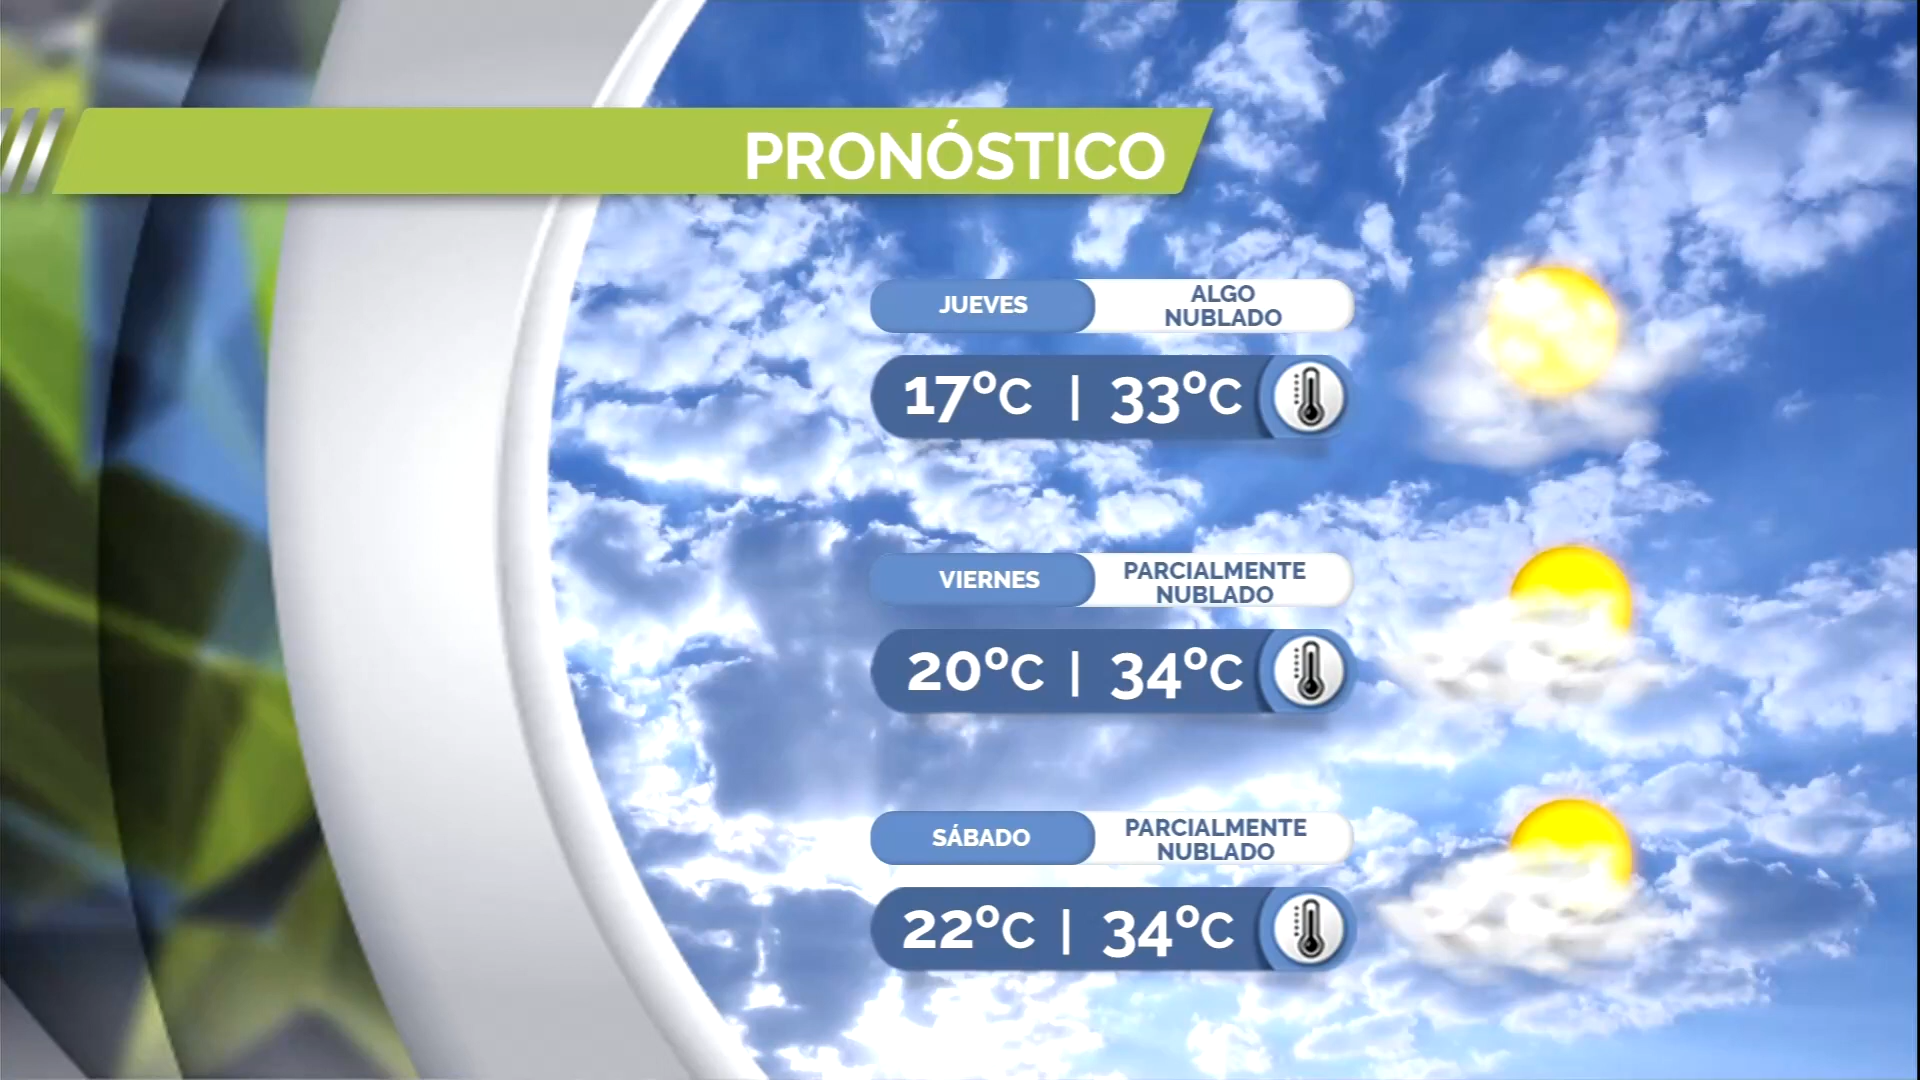 PRONÓSTICO
JUEVES
ALGO
NUBLADO
17°C | 33°C
VIERNES
PARCIALMENTE
NUBLADO
20°C | 34°C
SÁBADO
PARCIALMENTE
NUBLADO
22°C | 34°C